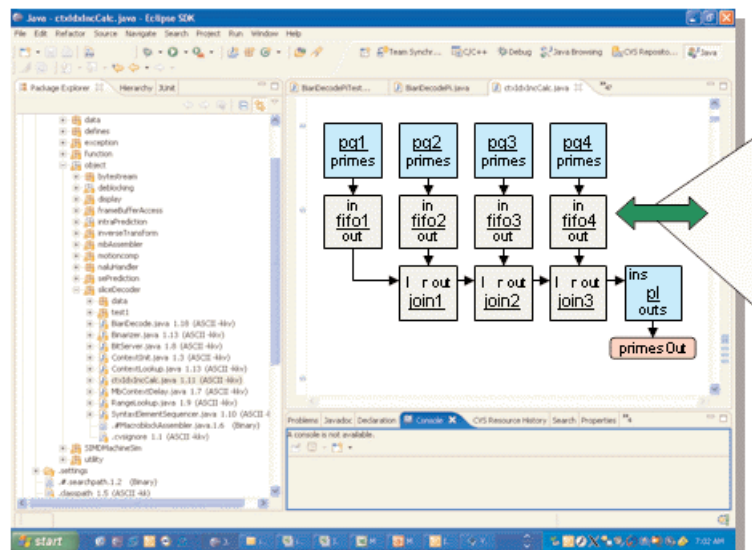 Java - ctxIdxIncCalc.java - Eclipse SDK
File Edit Refactor Source Navigate Search Project Run Window Help
Team Synchr... C/C++ Debug Java Browsing CVS Reposito... Java
Package Explorer Hierarchy JUnit
BianDecodePiTest... BianDecodePi.java ctxIdxIncCalc.java
data
defines
exception
function
object
bytestream
deblocking
display
frameBufferAccess
intraPrediction
inverseTransform
mbAssembler
motioncomp
naluHandler
sePrediction
sliceDecoder
data
test1
BianDecode.java 1.18 (ASCII -kkv)
Binarizer.java 1.13 (ASCII -kkv)
BitServer.java 1.8 (ASCII -kkv)
ContextInit.java 1.3 (ASCII -kkv)
ContextLookup.java 1.13 (ASCII -kkv)
ctxIdxIncCalc.java 1.11 (ASCII -kkv)
MbContextDelay.java 1.7 (ASCII -kkv)
RangeLookup.java 1.9 (ASCII -kkv)
SyntaxElementSequencer.java 1.10 (ASCII -k
.#MacroblockAssembler.java.1.6 (Binary)
.cvsignore 1.1 (ASCII -kkv)
SIMDMachineSim
utility
.settings
.#.searchpath.1.2 (Binary)
.classpath 1.5 (ASCII -kk)
pg1 pg2 pg3 pg4
primes primes primes primes
in in in in
fifo1 fifo2 fifo3 fifo4
out out out out
l r out l r out l r out ins
join1 join2 join3 pl
outs
primes Out
Problems Javadoc Declaration Console CVS Resource History Search Properties
A console is not available.
start
7:02 AM